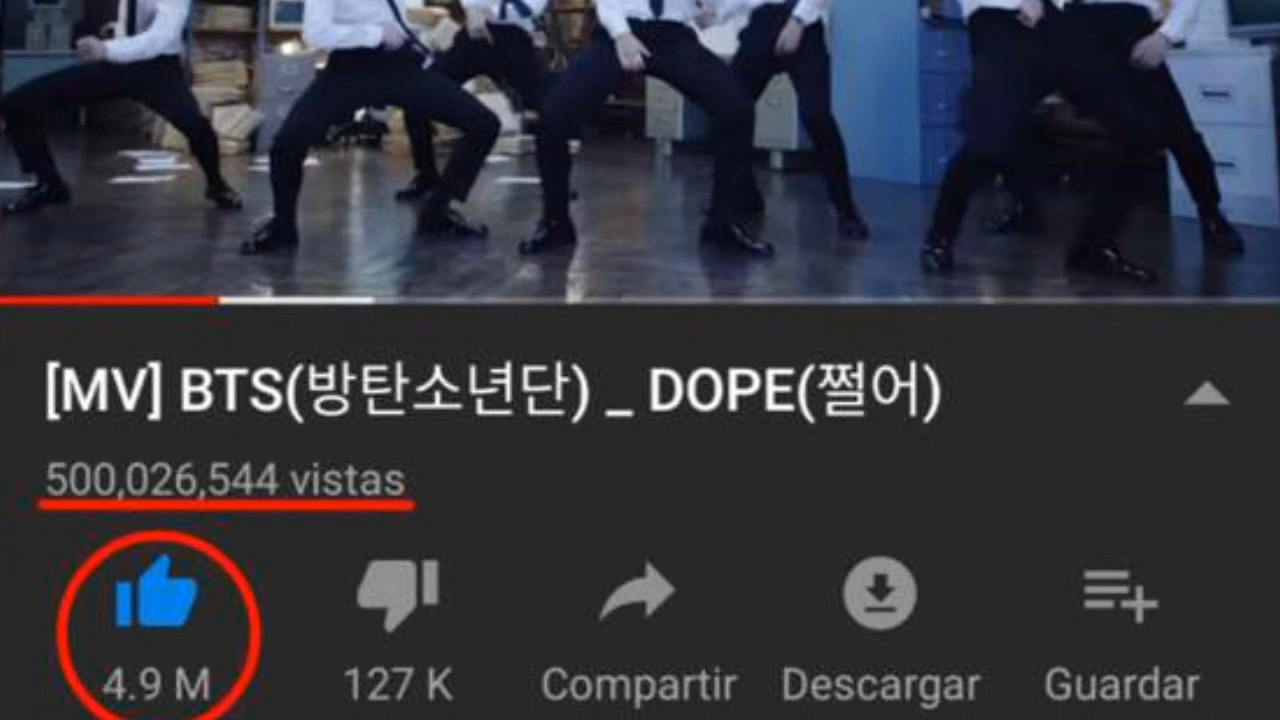 [MV] BTS(방탄소년단) _ DOPE(쩔어)
500,026,544 vistas
4.9 M 127 K Compartir Descargar Guardar